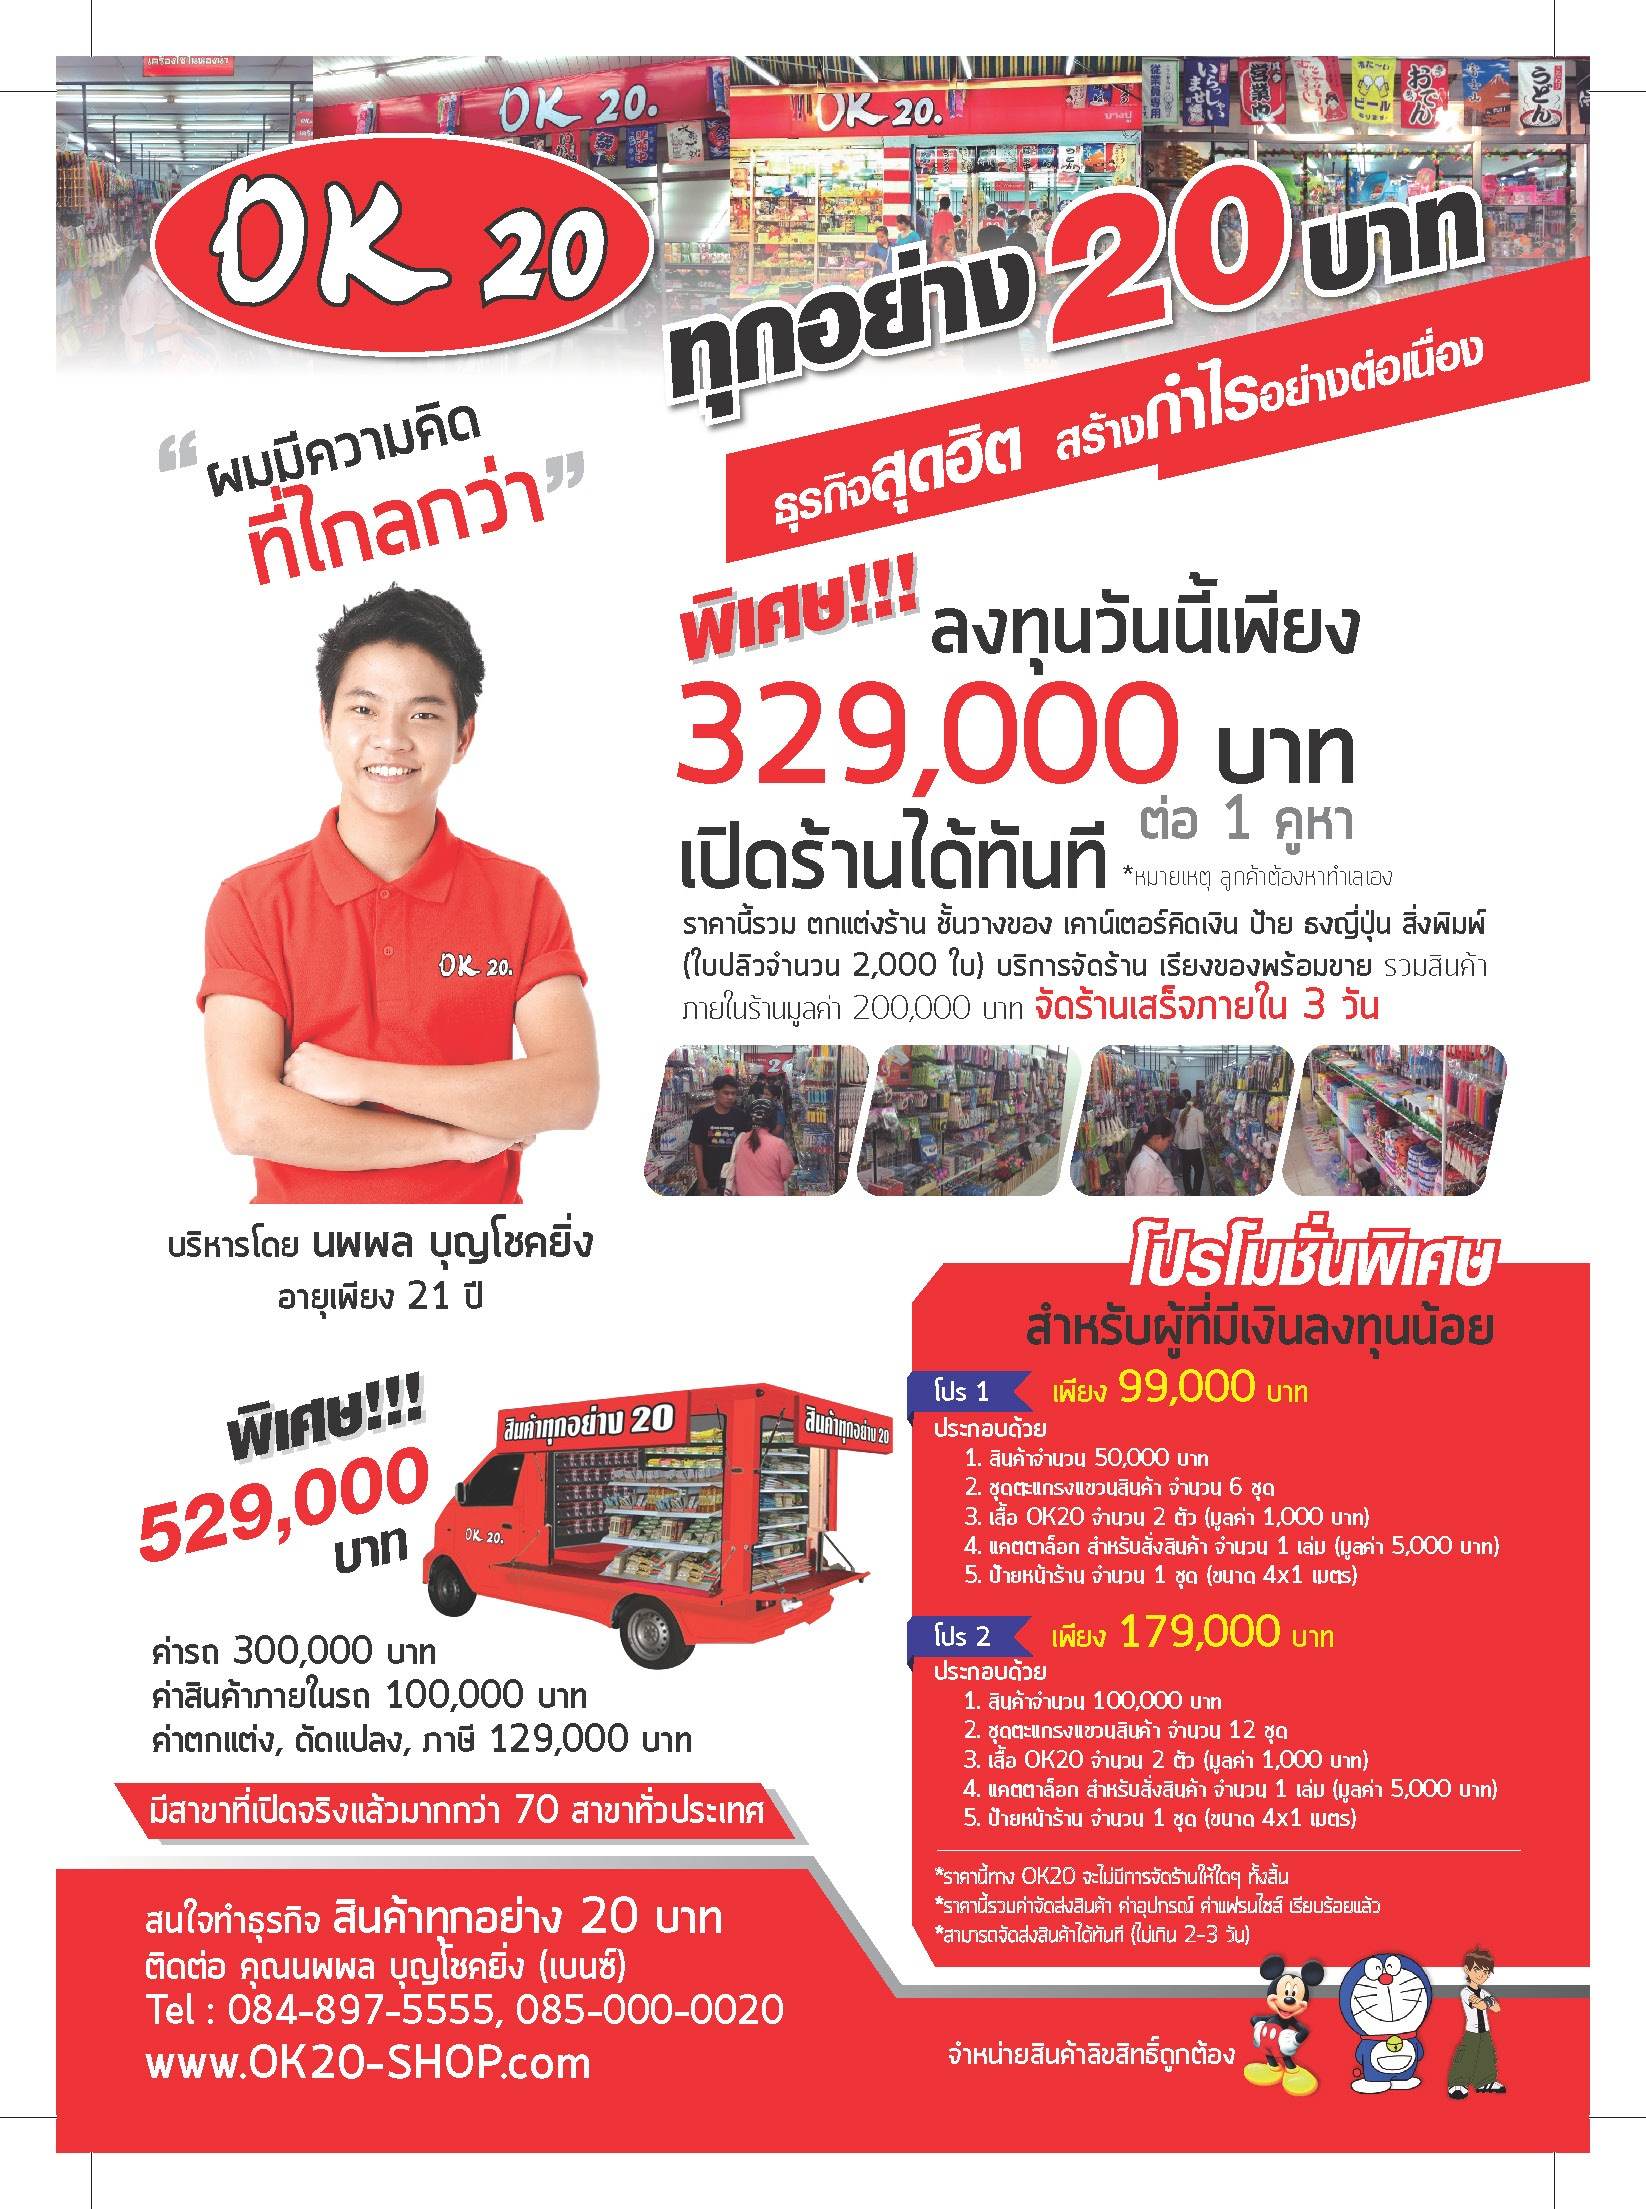 เครื่องใช้ในห้องน้ำ
OK 20.
OK 20.
บางปู
営業中
ビール
おでん
うどん
OK 20
ทุกอย่าง 20 บาท
ธุรกิจสุดฮิต สร้างกำไรอย่างต่อเนื่อง
“ผมมีความคิด
ที่ไกลกว่า”
พิเศษ!!! ลงทุนวันนี้เพียง
329,000 บาท
ต่อ 1 คูหา
เปิดร้านได้ทันที
*หมายเหตุ ลูกค้าต้องหาทำเลเอง
ราคานี้รวม ตกแต่งร้าน ชั้นวางของ เคาน์เตอร์คิดเงิน ป้าย ธงญี่ปุ่น สิ่งพิมพ์
(ใบปลิวจำนวน 2,000 ใบ) บริการจัดร้าน เรียงของพร้อมขาย รวมสินค้า
ภายในร้านมูลค่า 200,000 บาท จัดร้านเสร็จภายใน 3 วัน
OK 20.
บริหารโดย นพพล บุญโชคยิ่ง
อายุเพียง 21 ปี
พิเศษ!!!
529,000
บาท
สินค้าทุกอย่าง 20
สินค้าทุกอย่าง 20
OK 20.
ค่ารถ 300,000 บาท
ค่าสินค้าภายในรถ 100,000 บาท
ค่าตกแต่ง, ดัดแปลง, ภาษี 129,000 บาท
มีสาขาที่เปิดจริงแล้วมากกว่า 70 สาขาทั่วประเทศ
โปรโมชั่นพิเศษ
สำหรับผู้ที่มีเงินลงทุนน้อย
โปร 1 เพียง 99,000 บาท
ประกอบด้วย
1. สินค้าจำนวน 50,000 บาท
2. ชุดตะแกรงแขวนสินค้า จำนวน 6 ชุด
3. เสื้อ OK20 จำนวน 2 ตัว (มูลค่า 1,000 บาท)
4. แคตตาล็อก สำหรับสั่งสินค้า จำนวน 1 เล่ม (มูลค่า 5,000 บาท)
5. ป้ายหน้าร้าน จำนวน 1 ชุด (ขนาด 4x1 เมตร)
โปร 2 เพียง 179,000 บาท
ประกอบด้วย
1. สินค้าจำนวน 100,000 บาท
2. ชุดตะแกรงแขวนสินค้า จำนวน 12 ชุด
3. เสื้อ OK20 จำนวน 2 ตัว (มูลค่า 1,000 บาท)
4. แคตตาล็อก สำหรับสั่งสินค้า จำนวน 1 เล่ม (มูลค่า 5,000 บาท)
5. ป้ายหน้าร้าน จำนวน 1 ชุด (ขนาด 4x1 เมตร)
*ราคานี้ทาง OK20 จะไม่มีการจัดร้านให้ใดๆ ทั้งสิ้น
*ราคานี้รวมค่าจัดส่งสินค้า ค่าอุปกรณ์ ค่าแฟรนไชส์ เรียบร้อยแล้ว
*สามารถจัดส่งสินค้าได้ทันที (ไม่เกิน 2-3 วัน)
สนใจทำธุรกิจ สินค้าทุกอย่าง 20 บาท
ติดต่อ คุณนพพล บุญโชคยิ่ง (เบนซ์)
Tel : 084-897-5555, 085-000-0020
www.OK20-SHOP.com
จำหน่ายสินค้าลิขสิทธิ์ถูกต้อง